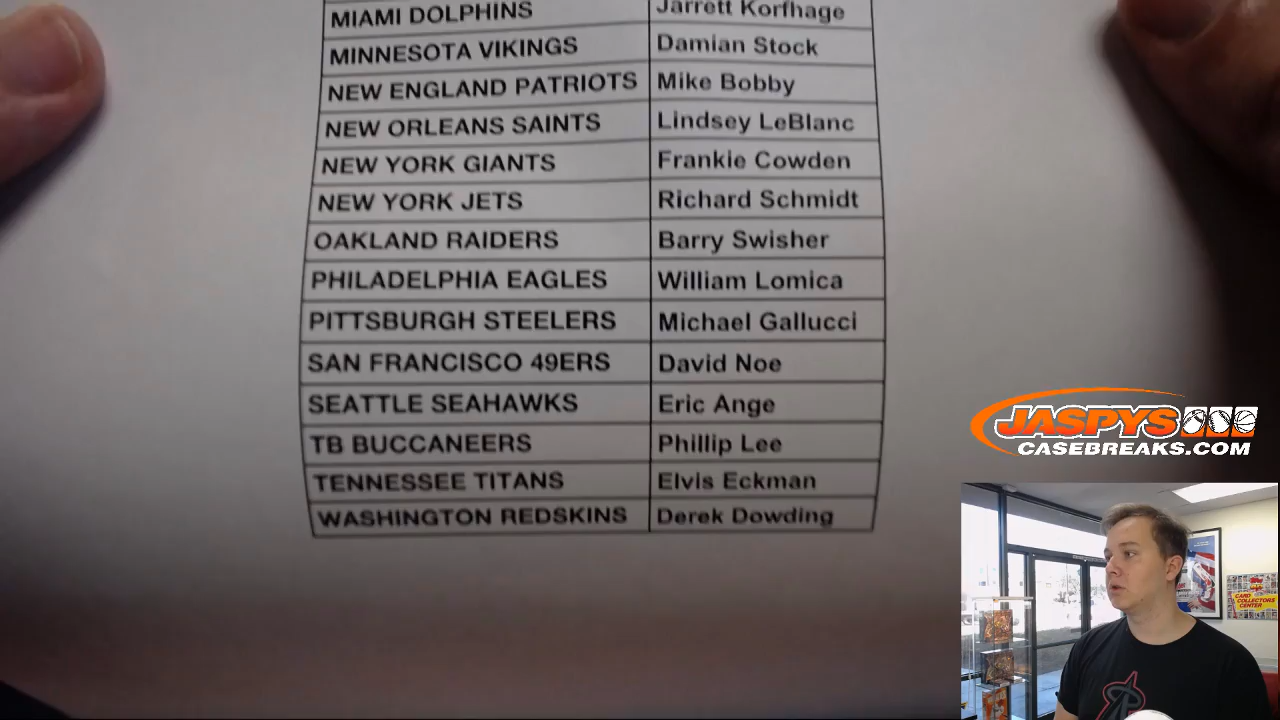 MIAMI DOLPHINS Jarrett Korfhage
MINNESOTA VIKINGS Damian Stock
NEW ENGLAND PATRIOTS Mike Bobby
NEW ORLEANS SAINTS Lindsey LeBlanc
NEW YORK GIANTS Frankie Cowden
NEW YORK JETS Richard Schmidt
OAKLAND RAIDERS Barry Swisher
PHILADELPHIA EAGLES William Lomica
PITTSBURGH STEELERS Michael Gallucci
SAN FRANCISCO 49ERS David Noe
SEATTLE SEAHAWKS Eric Ange
TB BUCCANEERS Phillip Lee
TENNESSEE TITANS Elvis Eckman
WASHINGTON REDSKINS Derek Dowding
JASPYS
CASEBREAKS.COM
CARD
COLLECTORS
CENTER